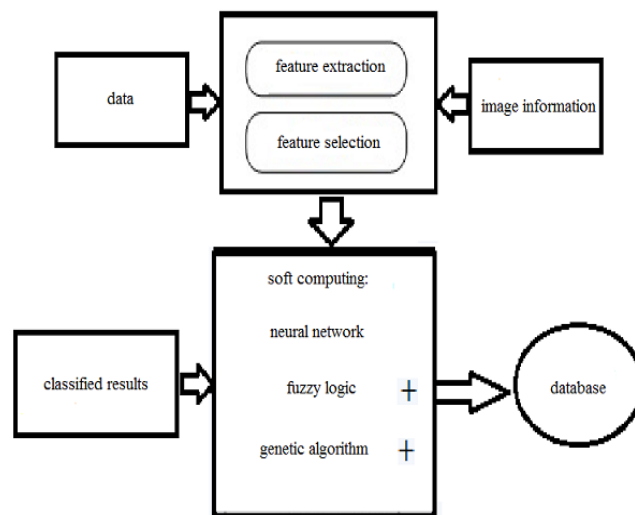 feature extraction
data
image information
feature selection
soft computing:
neural network
classified results
fuzzy logic +
database
genetic algorithm +